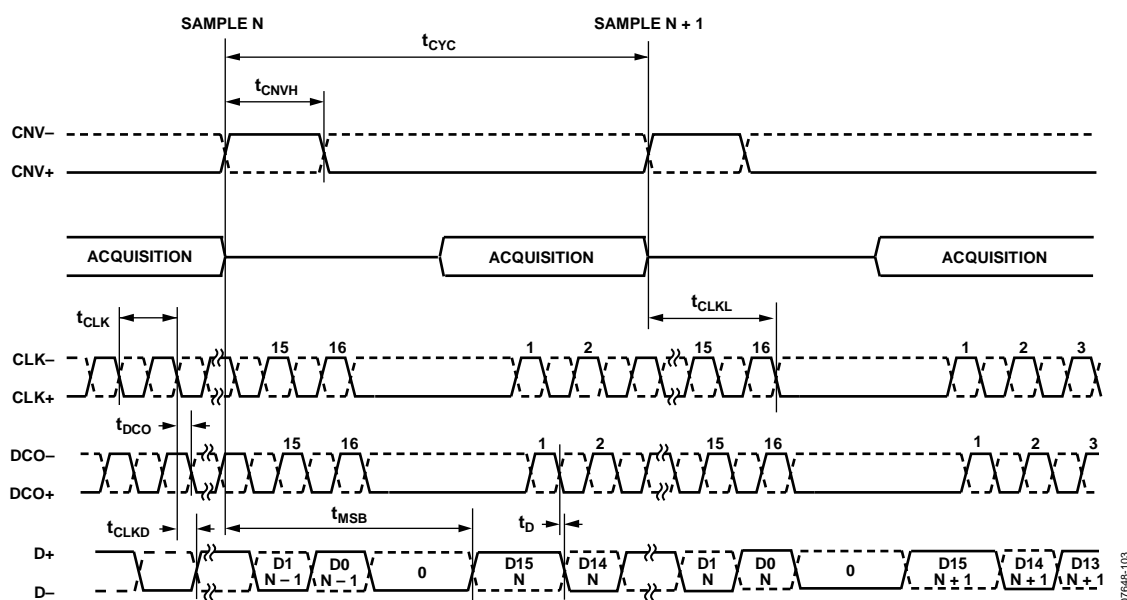 SAMPLE N
SAMPLE N + 1
tCYC
tCNVH
CNV–
CNV+
ACQUISITION
ACQUISITION
ACQUISITION
tCLK
tCLKL
15
16
1
2
15
16
1
2
3
CLK–
CLK+
tDCO
15
16
1
2
15
16
1
2
3
DCO–
DCO+
tCLKD
tMSB
tD
D+
D–
D1
N – 1
D0
N – 1
0
D15
N
D14
N
D1
N
D0
N
0
D15
N + 1
D14
N + 1
D13
N + 1
07648-103